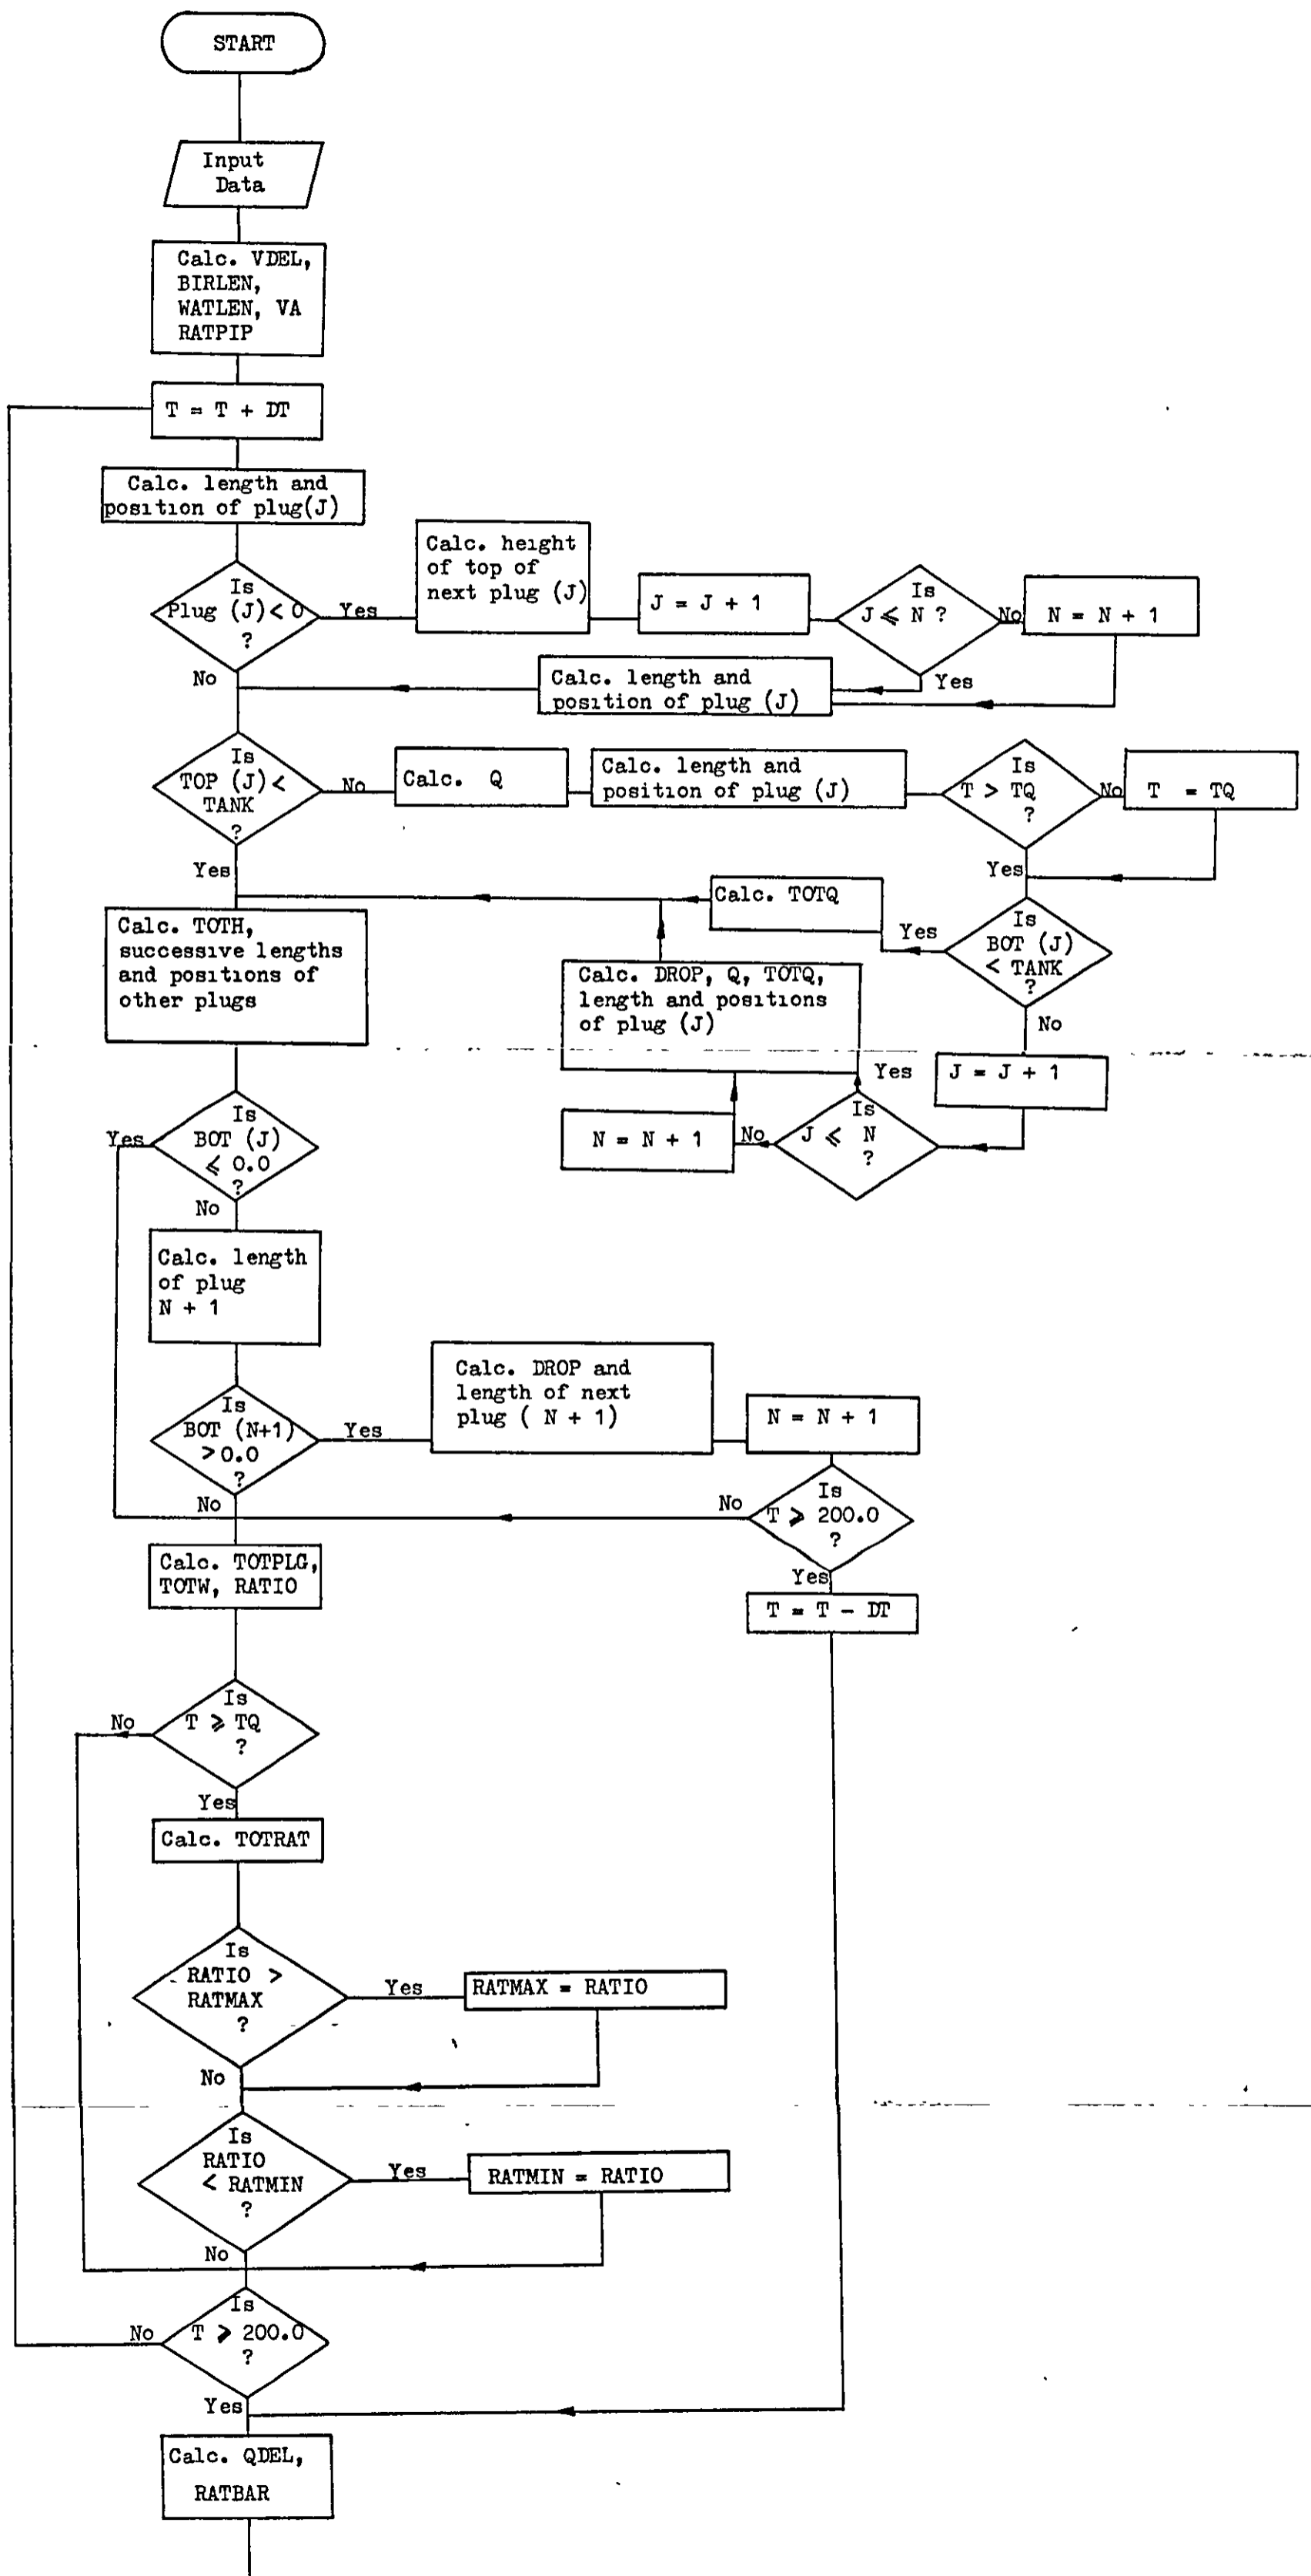 START
Input
Data
Calc. VDEL,
BIRLEN,
WATLEN, VA
RATPIP
T = T + DT
Calc. length and
position of plug(J)
Is
Plug (J) < 0
?
Yes
No
Calc. height
of top of
next plug (J)
J = J + 1
Is
J ⩽ N ?
No
Yes
N = N + 1
Calc. length and
position of plug (J)
Is
TOP (J) <
TANK
?
No
Yes
Calc. Q
Calc. length and
position of plug (J)
Is
T > TQ
?
No
Yes
T = TQ
Is
BOT (J)
< TANK
?
Yes
No
Calc. TOTQ
J = J + 1
Is
J ⩽ N
?
Yes
No
N = N + 1
Calc. DROP, Q, TOTQ,
length and positions
of plug (J)
Calc. TOTH,
successive lengths
and positions of
other plugs
Is
BOT (J)
⩽ 0.0
?
Yes
No
Calc. length
of plug
N + 1
Is
BOT (N+1)
> 0.0
?
Yes
No
Calc. DROP and
length of next
plug ( N + 1)
N = N + 1
Is
T ⩾ 200.0
?
No
Yes
T = T - DT
Calc. TOTPLG,
TOTW, RATIO
Is
T ⩾ TQ
?
No
Yes
Calc. TOTRAT
Is
RATIO >
RATMAX
?
Yes
No
RATMAX = RATIO
Is
RATIO
< RATMIN
?
Yes
No
RATMIN = RATIO
Is
T ⩾ 200.0
?
No
Yes
Calc. QDEL,
RATBAR